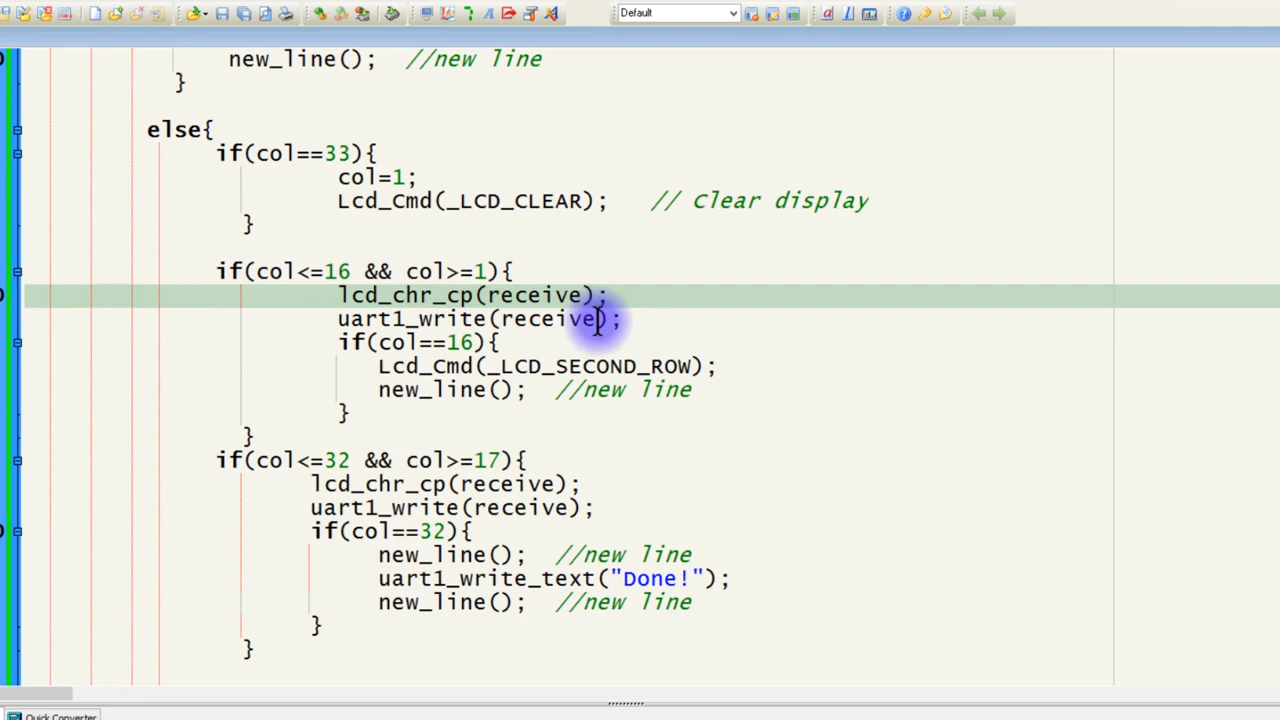 Default
new_line(); //new line
}
else{
if(col==33){
col=1;
Lcd_Cmd(_LCD_CLEAR); // Clear display
}
if(col<=16 && col>=1){
lcd_chr_cp(receive);
uart1_write(receive);
if(col==16){
Lcd_Cmd(_LCD_SECOND_ROW);
new_line(); //new line
}
}
if(col<=32 && col>=17){
lcd_chr_cp(receive);
uart1_write(receive);
if(col==32){
new_line(); //new line
uart1_write_text("Done!");
new_line(); //new line
}
}
Quick Converter